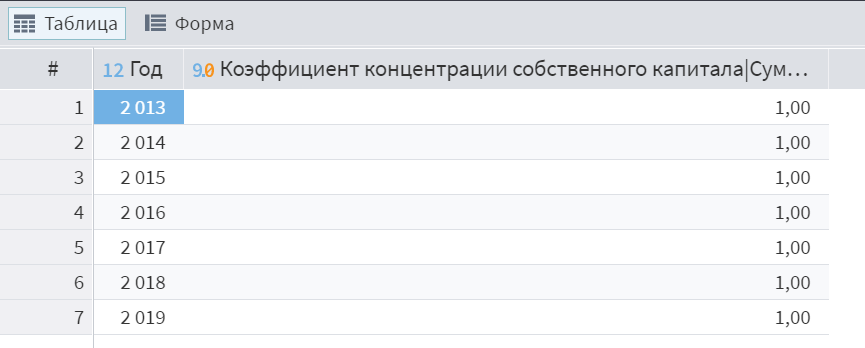 Таблица Форма
# 12 Год 9.0 Коэффициент концентрации собственного капитала|Сум...
1 2 013 1,00
2 2 014 1,00
3 2 015 1,00
4 2 016 1,00
5 2 017 1,00
6 2 018 1,00
7 2 019 1,00